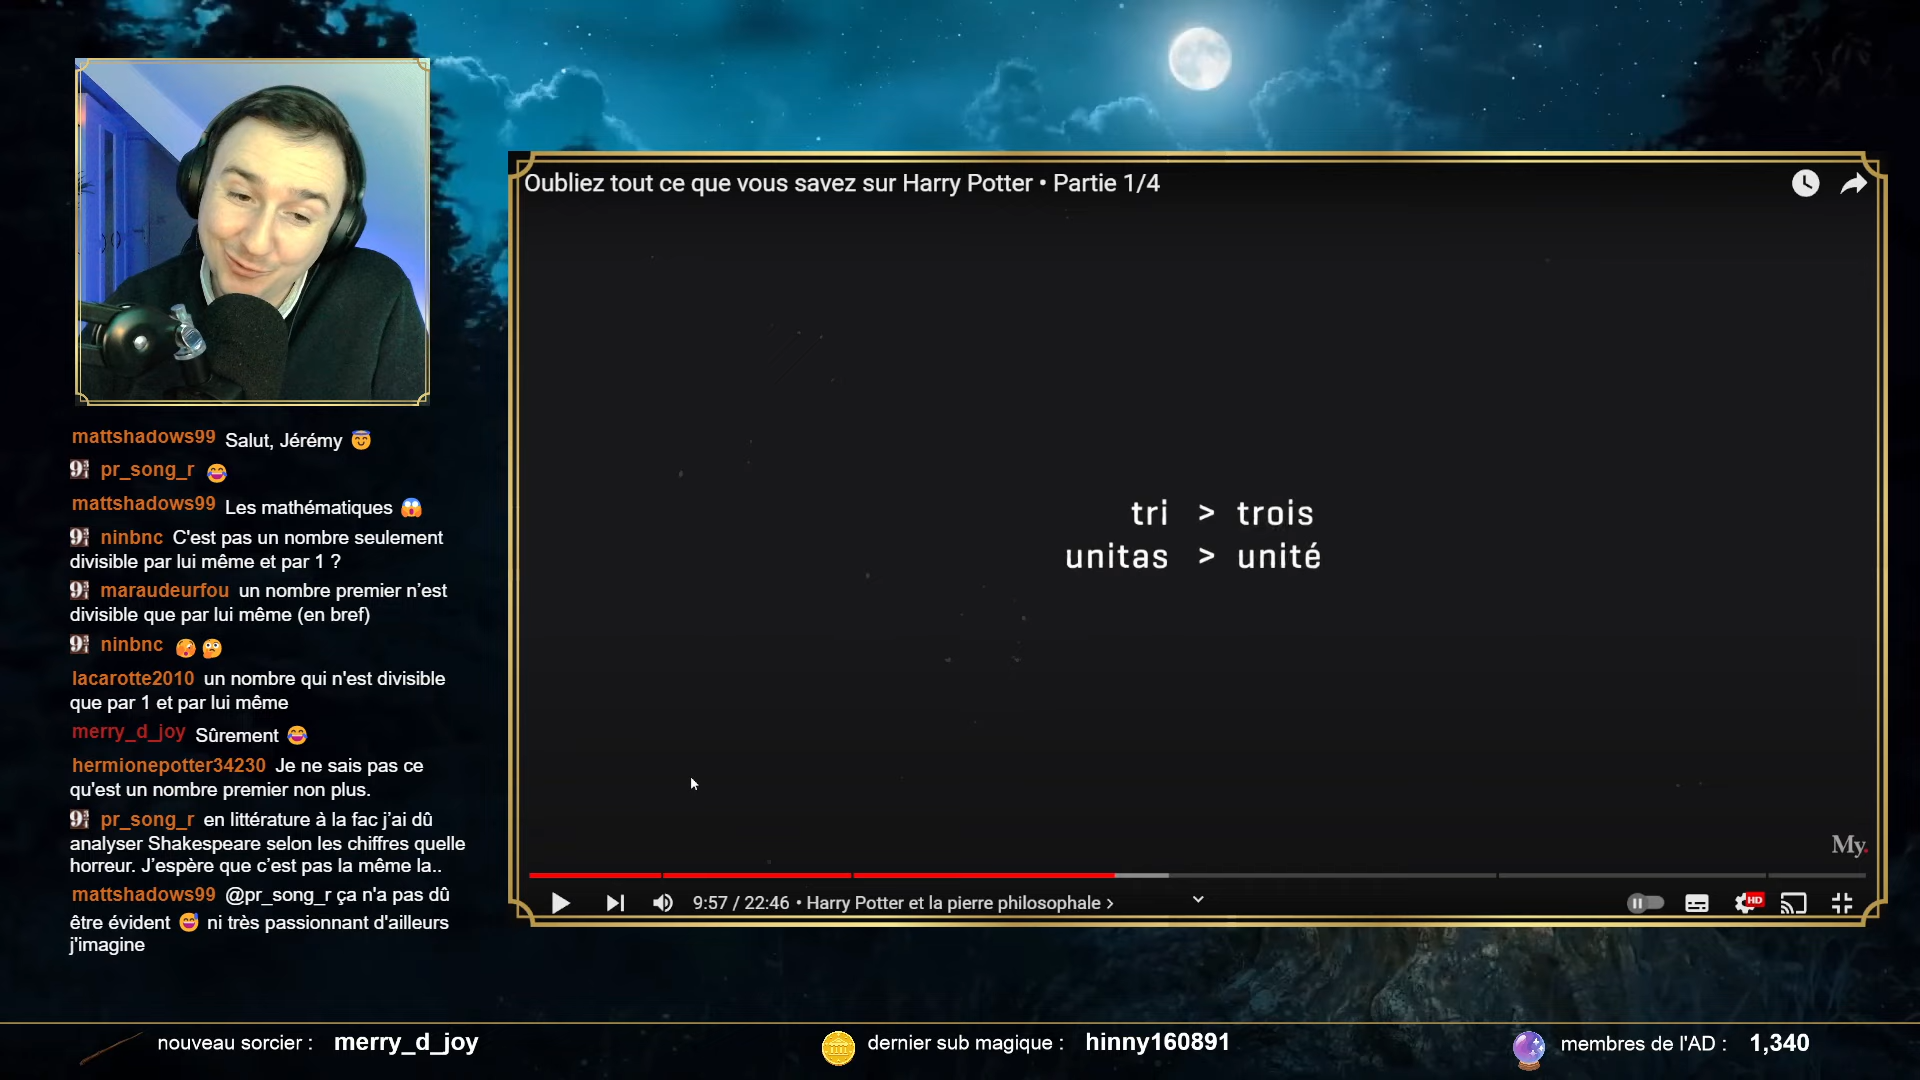 Oubliez tout ce que vous savez sur Harry Potter • Partie 1/4
tri > trois
unitas > unité
My.
9:57 / 22:46 • Harry Potter et la pierre philosophale >
HD
mattshadows99 Salut, Jérémy 😇
pr_song_r 😂
mattshadows99 Les mathématiques 😱
ninbnc C'est pas un nombre seulement
divisible par lui même et par 1 ?
maraudeurfou un nombre premier n’est
divisible que par lui même (en bref)
ninbnc
lacarotte2010 un nombre qui n'est divisible
que par 1 et par lui même
merry_d_joy Sûrement 😂
hermionepotter34230 Je ne sais pas ce
qu'est un nombre premier non plus.
pr_song_r en littérature à la fac j’ai dû
analyser Shakespeare selon les chiffres quelle
horreur. J’espère que c’est pas la même la..
mattshadows99 @pr_song_r ça n'a pas dû
être évident 😅 ni très passionnant d'ailleurs
j'imagine
nouveau sorcier : merry_d_joy
dernier sub magique : hinny160891
membres de l'AD : 1,340